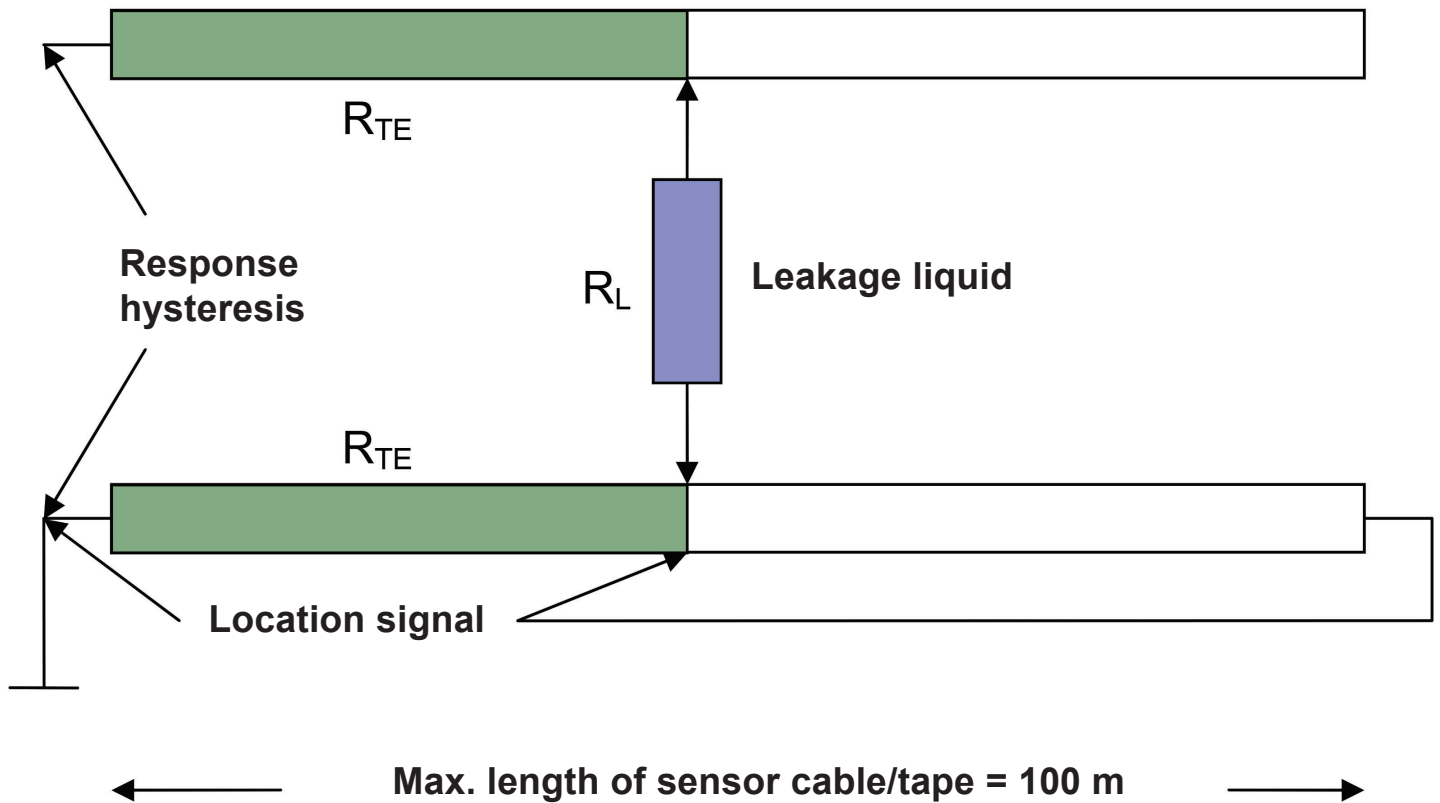 R_TE
Response
hysteresis
R_L
Leakage liquid
R_TE
Location signal
Max. length of sensor cable/tape = 100 m